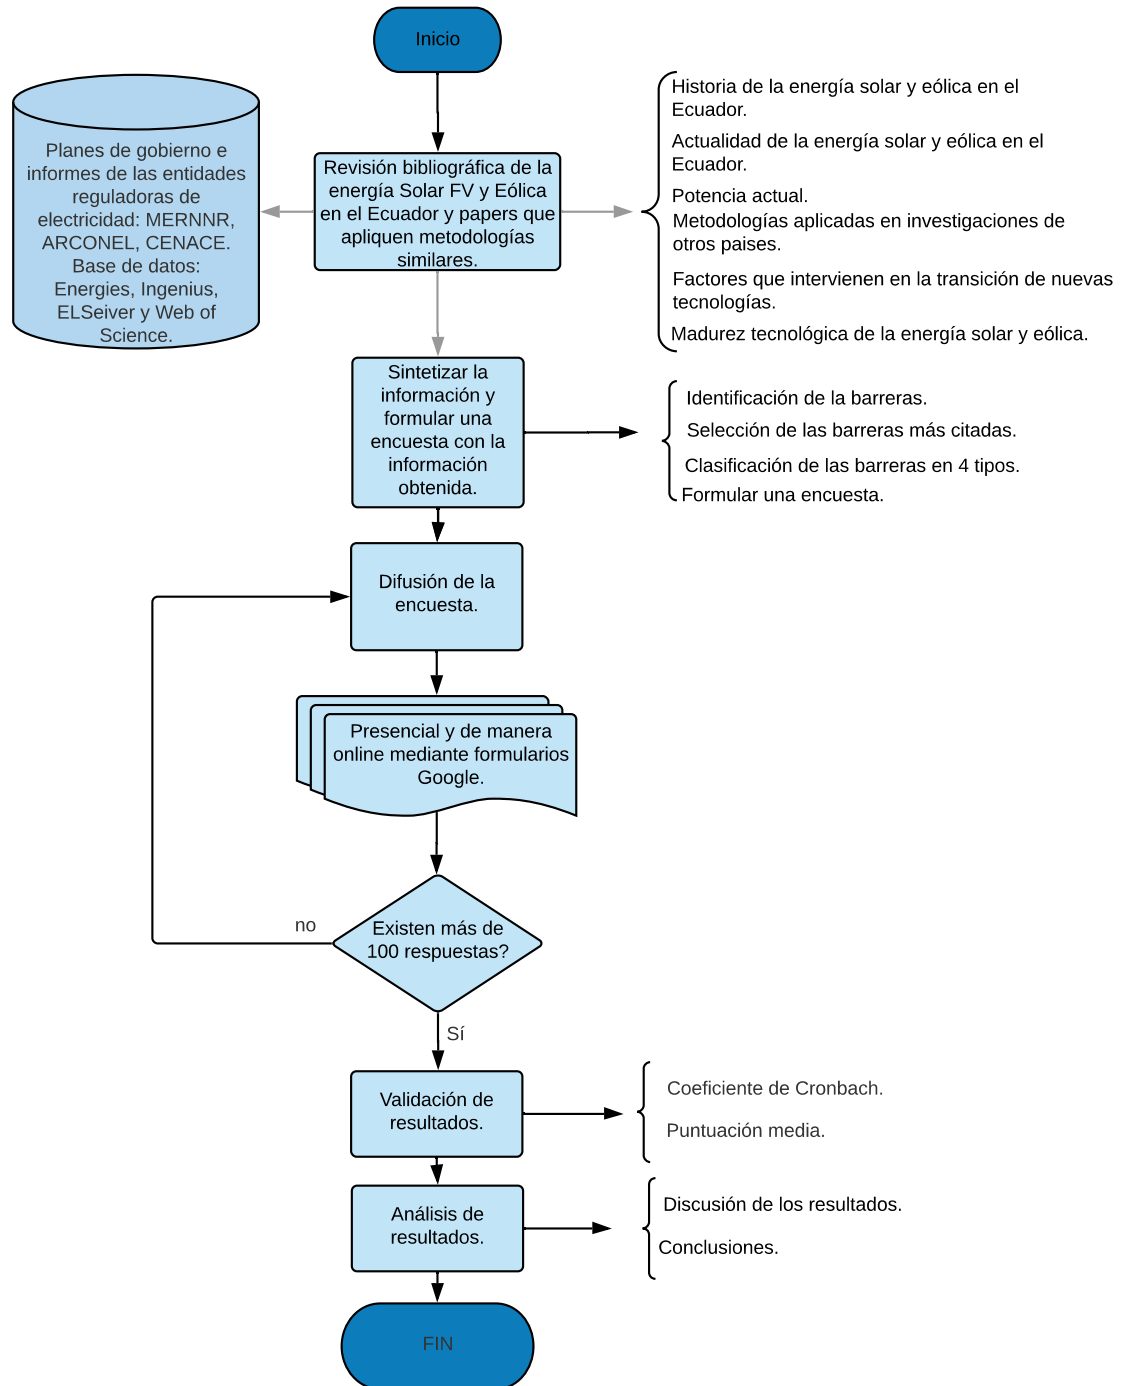 Inicio
Planes de gobierno e
informes de las entidades
reguladoras de
electricidad: MERNNR,
ARCONEL, CENACE.
Base de datos:
Energies, Ingenius,
ELSeiver y Web of
Science.
Revisión bibliográfica de la
energía Solar FV y Eólica
en el Ecuador y papers que
apliquen metodologías
similares.
Historia de la energía solar y eólica en el
Ecuador.
Actualidad de la energía solar y eólica en el
Ecuador.
Potencia actual.
Metodologías aplicadas en investigaciones de
otros paises.
Factores que intervienen en la transición de nuevas
tecnologías.
Madurez tecnológica de la energía solar y eólica.
Sintetizar la
información y
formular una
encuesta con la
información
obtenida.
Identificación de la barreras.
Selección de las barreras más citadas.
Clasificación de las barreras en 4 tipos.
Formular una encuesta.
Difusión de la
encuesta.
Presencial y de manera
online mediante formularios
Google.
Existen más de
100 respuestas?
no
Sí
Validación de
resultados.
Coeficiente de Cronbach.
Puntuación media.
Análisis de
resultados.
Discusión de los resultados.
Conclusiones.
FIN